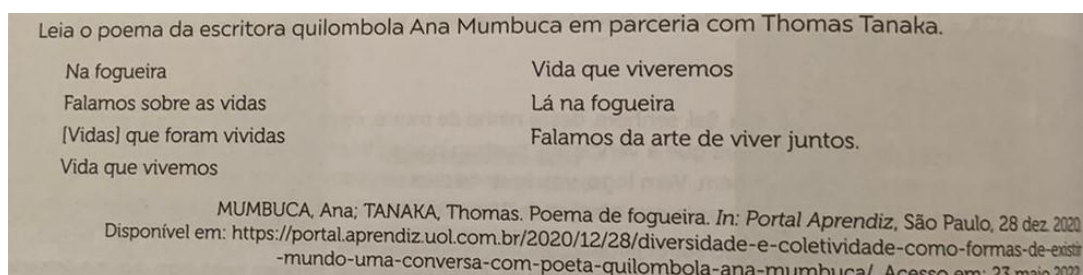 Leia o poema da escritora quilombola Ana Mumbuca em parceria com Thomas Tanaka.
Na fogueira
Falamos sobre as vidas
[Vidas] que foram vividas
Vida que vivemos
Vida que viveremos
Lá na fogueira
Falamos da arte de viver juntos.
MUMBUCA, Ana; TANAKA, Thomas. Poema de fogueira. In: Portal Aprendiz, São Paulo, 28 dez. 2020
Disponível em: https://portal.aprendiz.uol.com.br/2020/12/28/diversidade-e-coletividade-como-formas-de-existir
-mundo-uma-conversa-com-poeta-quilombola-ana-mumbuca/. Acesso em: 23 maio